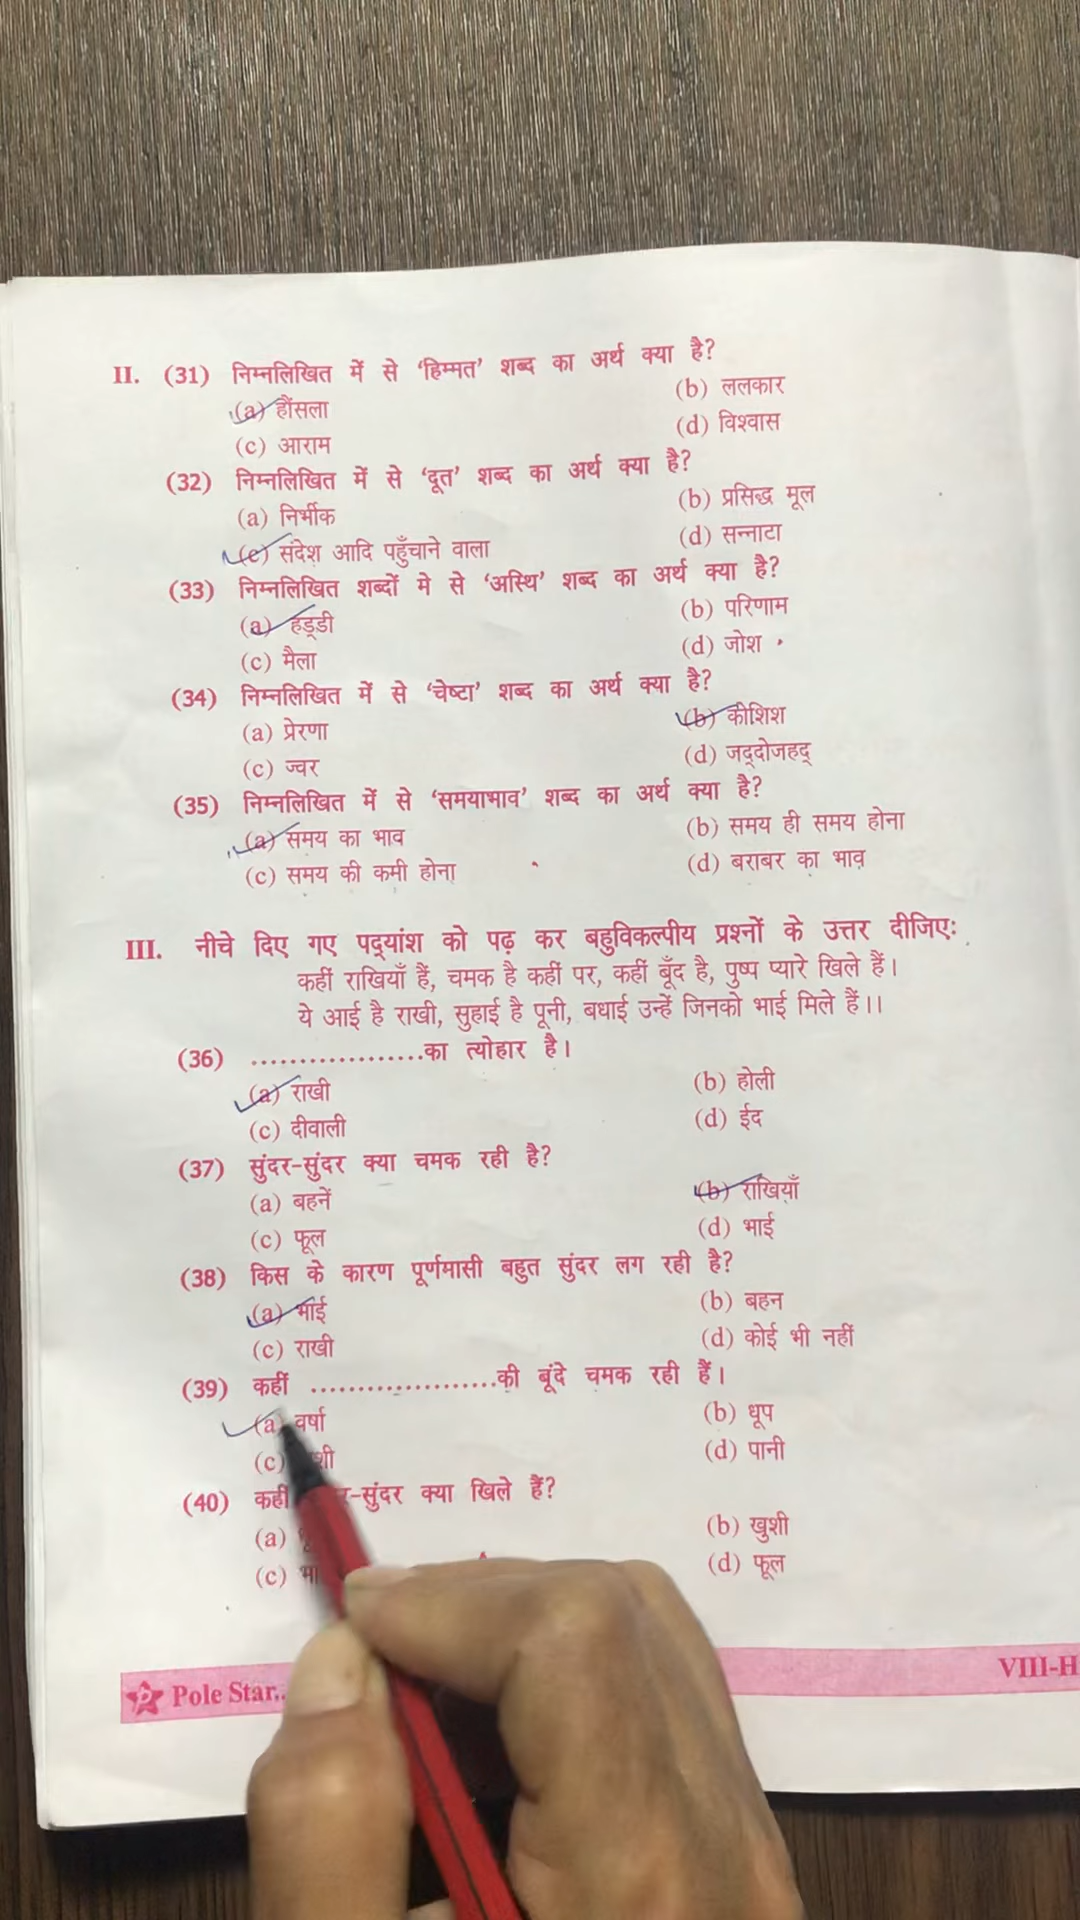 II. (31) निम्नलिखित में से ‘हिम्मत’ शब्द का अर्थ क्या है?
(a) हौंसला (b) ललकार
(c) आराम (d) विश्वास
(32) निम्नलिखित में से ‘दूत’ शब्द का अर्थ क्या है?
(a) निर्भीक (b) प्रसिद्ध मूल
(c) संदेश आदि पहुँचाने वाला (d) सन्नाटा
(33) निम्नलिखित शब्दों मे से ‘अस्थि’ शब्द का अर्थ क्या है?
(a) हड्डी (b) परिणाम
(c) मैला (d) जोश
(34) निम्नलिखित में से ‘चेष्टा’ शब्द का अर्थ क्या है?
(a) प्रेरणा (b) कोशिश
(c) ज्वर (d) जद्दोजहद्
(35) निम्नलिखित में से ‘समयाभाव’ शब्द का अर्थ क्या है?
(a) समय का भाव (b) समय ही समय होना
(c) समय की कमी होना (d) बराबर का भाव
III. नीचे दिए गए पद्यांश को पढ़ कर बहुविकल्पीय प्रश्नों के उत्तर दीजिए:
कहीं राखियाँ हैं, चमक है कहीं पर, कहीं बूँद है, पुष्प प्यारे खिले हैं।
ये आई है राखी, सुहाई है पूनी, बधाई उन्हें जिनको भाई मिले हैं।।
(36) ..................का त्योहार है।
(a) राखी (b) होली
(c) दीवाली (d) ईद
(37) सुंदर-सुंदर क्या चमक रही है?
(a) बहनें (b) राखियाँ
(c) फूल (d) भाई
(38) किस के कारण पूर्णमासी बहुत सुंदर लग रही है?
(a) भाई (b) बहन
(c) राखी (d) कोई भी नहीं
(39) कहीं ....................की बूंदे चमक रही हैं।
(a) वर्षा (b) धूप
(c) (d) पानी
(40) कहीं -सुंदर क्या खिले हैं?
(a) (b) खुशी
(c) (d) फूल
Pole Star.. VIII-H